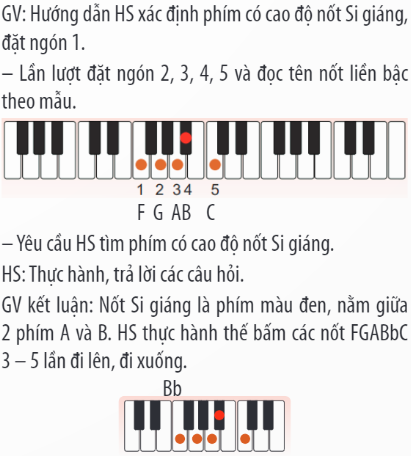 GV: Hướng dẫn HS xác định phím có cao độ nốt Si giáng,
đặt ngón 1.
– Lần lượt đặt ngón 2, 3, 4, 5 và đọc tên nốt liền bậc
theo mẫu.
1 2 3 4 5
F G AB C
– Yêu cầu HS tìm phím có cao độ nốt Si giáng.
HS: Thực hành, trả lời các câu hỏi.
GV kết luận: Nốt Si giáng là phím màu đen, nằm giữa
2 phím A và B. HS thực hành thế bấm các nốt FGABbC
3 – 5 lần đi lên, đi xuống.
Bb